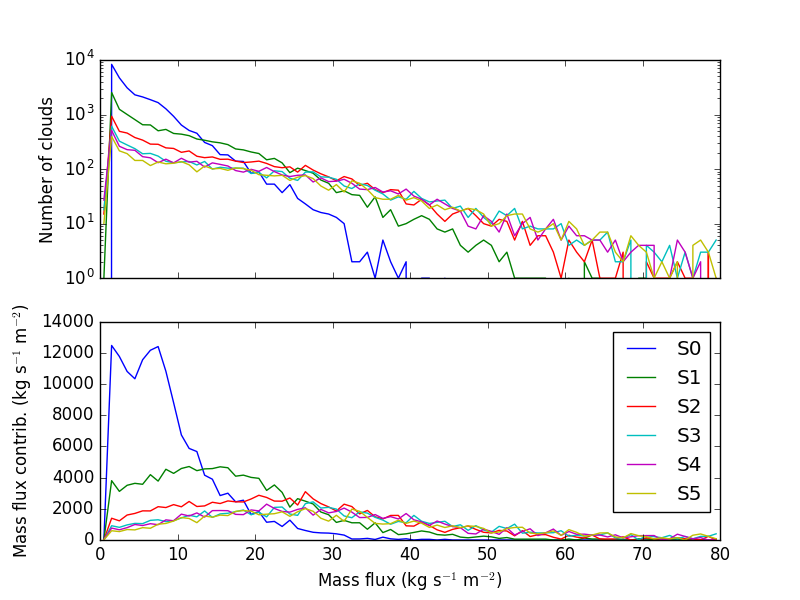 10⁴
10³
10²
10¹
10⁰
Number of clouds
14000
12000
10000
8000
6000
4000
2000
0
Mass flux contrib. (kg s⁻¹ m⁻²)
S0
S1
S2
S3
S4
S5
0 10 20 30 40 50 60 70 80
Mass flux (kg s⁻¹ m⁻²)